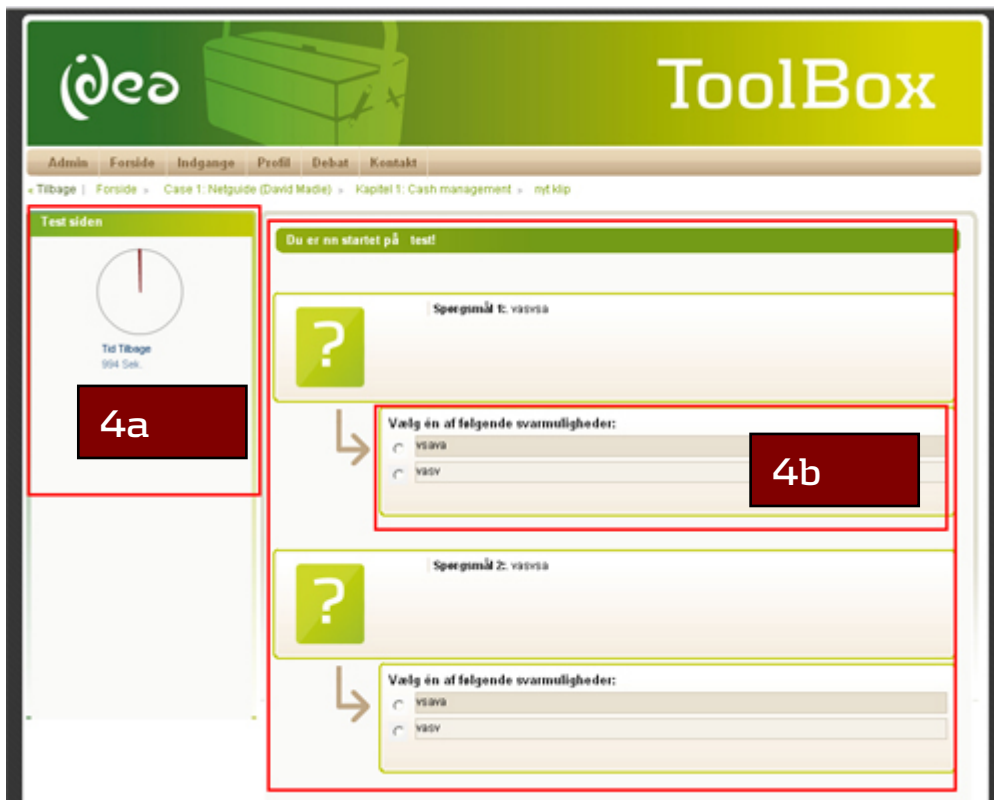 idea
ToolBox
Admin Forside Indgange Profil Debat Kontakt
« Tilbage | Forside » Case 1: Netguide (David Madie) » Kapitel 1: Cash management » nyt klip
Test siden
Tid Tilbage
994 Sek.
4a
Du er nn startet på test!
?
Spørgsmål 1:. vasvsa
Vælg én af følgende svarmuligheder:
vsava
vasv
4b
?
Spørgsmål 2:. vasvsa
Vælg én af følgende svarmuligheder:
vsava
vasv